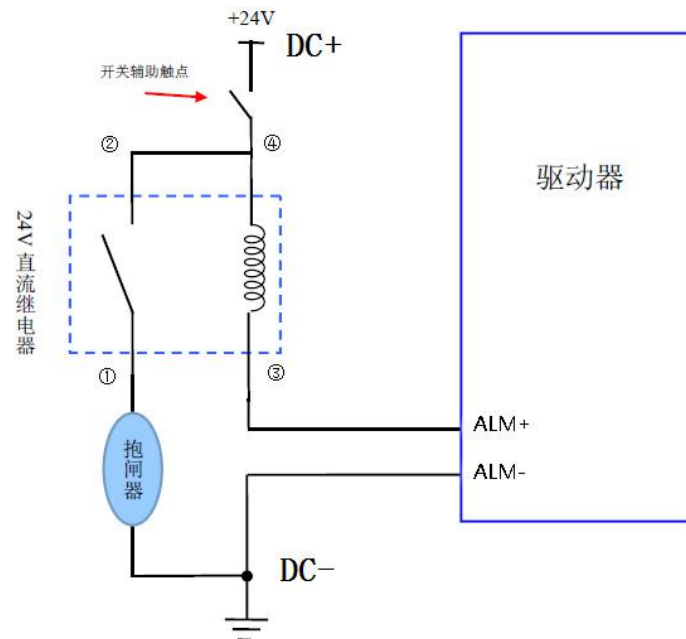 +24V
DC+
开关辅助触点
②
④
驱动器
24V 直流继电器
①
③
ALM+
抱闸器
ALM-
DC-